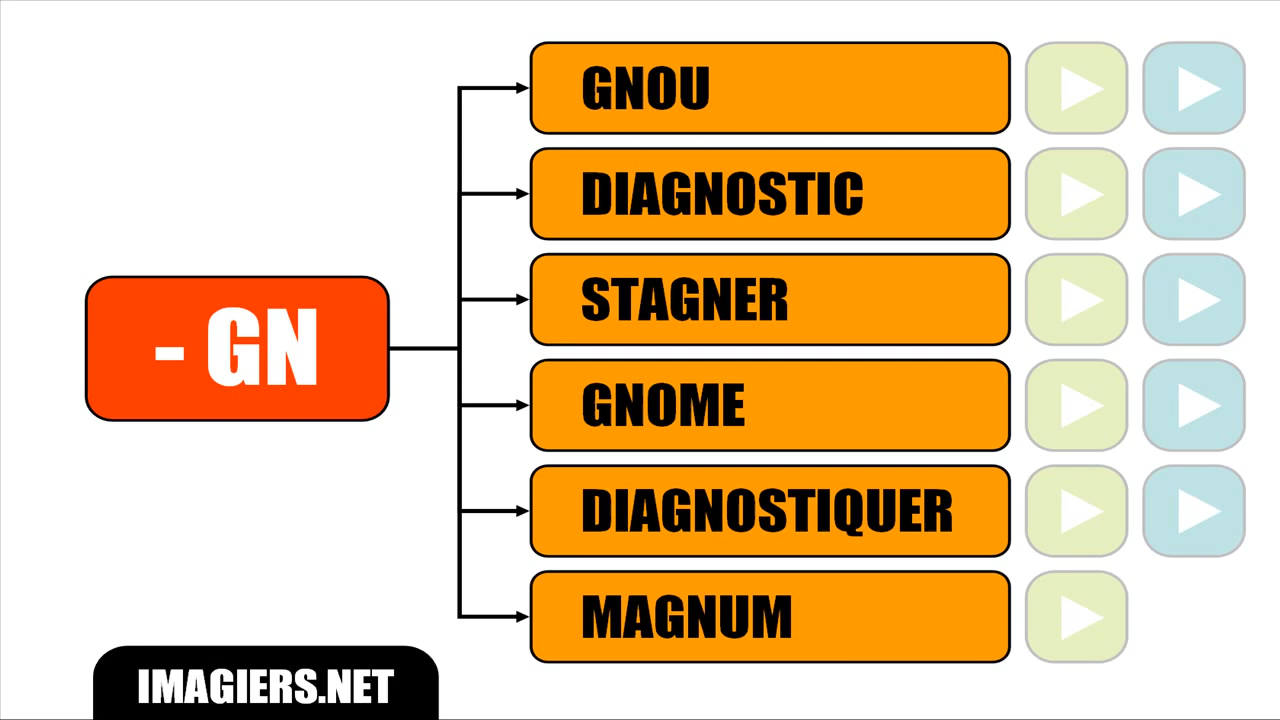 GNOU
DIAGNOSTIC
STAGNER
- GN
GNOME
DIAGNOSTIQUER
MAGNUM
IMAGIERS.NET